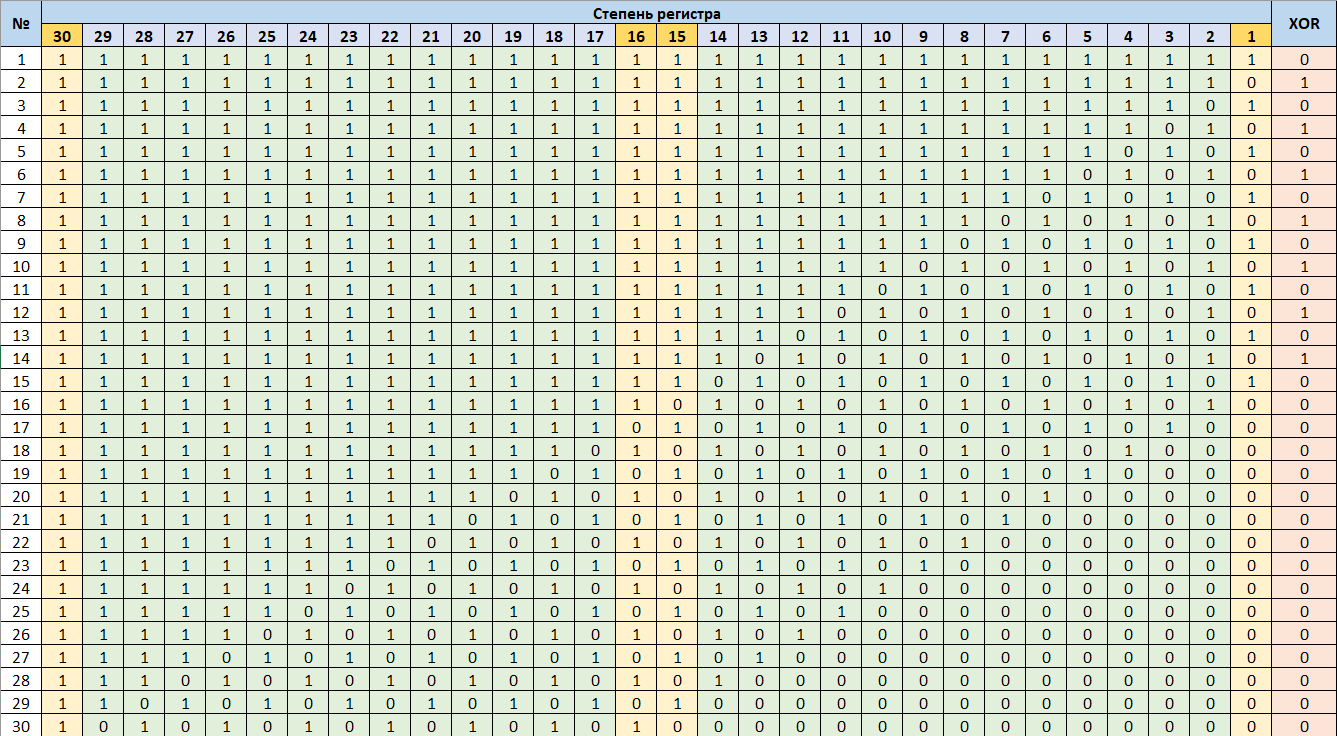 Степень регистра
№ 30 29 28 27 26 25 24 23 22 21 20 19 18 17 16 15 14 13 12 11 10 9 8 7 6 5 4 3 2 1 XOR
1 1 1 1 1 1 1 1 1 1 1 1 1 1 1 1 1 1 1 1 1 1 1 1 1 1 1 1 1 1 1 0
2 1 1 1 1 1 1 1 1 1 1 1 1 1 1 1 1 1 1 1 1 1 1 1 1 1 1 1 1 1 0 1
3 1 1 1 1 1 1 1 1 1 1 1 1 1 1 1 1 1 1 1 1 1 1 1 1 1 1 1 1 0 1 0
4 1 1 1 1 1 1 1 1 1 1 1 1 1 1 1 1 1 1 1 1 1 1 1 1 1 1 1 0 1 0 1
5 1 1 1 1 1 1 1 1 1 1 1 1 1 1 1 1 1 1 1 1 1 1 1 1 1 1 0 1 0 1 0
6 1 1 1 1 1 1 1 1 1 1 1 1 1 1 1 1 1 1 1 1 1 1 1 1 1 0 1 0 1 0 1
7 1 1 1 1 1 1 1 1 1 1 1 1 1 1 1 1 1 1 1 1 1 1 1 1 0 1 0 1 0 1 0
8 1 1 1 1 1 1 1 1 1 1 1 1 1 1 1 1 1 1 1 1 1 1 1 0 1 0 1 0 1 0 1
9 1 1 1 1 1 1 1 1 1 1 1 1 1 1 1 1 1 1 1 1 1 1 0 1 0 1 0 1 0 1 0
10 1 1 1 1 1 1 1 1 1 1 1 1 1 1 1 1 1 1 1 1 1 0 1 0 1 0 1 0 1 0 1
11 1 1 1 1 1 1 1 1 1 1 1 1 1 1 1 1 1 1 1 1 0 1 0 1 0 1 0 1 0 1 0
12 1 1 1 1 1 1 1 1 1 1 1 1 1 1 1 1 1 1 1 0 1 0 1 0 1 0 1 0 1 0 1
13 1 1 1 1 1 1 1 1 1 1 1 1 1 1 1 1 1 1 0 1 0 1 0 1 0 1 0 1 0 1 0
14 1 1 1 1 1 1 1 1 1 1 1 1 1 1 1 1 1 0 1 0 1 0 1 0 1 0 1 0 1 0 1
15 1 1 1 1 1 1 1 1 1 1 1 1 1 1 1 1 0 1 0 1 0 1 0 1 0 1 0 1 0 1 0
16 1 1 1 1 1 1 1 1 1 1 1 1 1 1 1 0 1 0 1 0 1 0 1 0 1 0 1 0 1 0 0
17 1 1 1 1 1 1 1 1 1 1 1 1 1 1 0 1 0 1 0 1 0 1 0 1 0 1 0 1 0 0 0
18 1 1 1 1 1 1 1 1 1 1 1 1 1 0 1 0 1 0 1 0 1 0 1 0 1 0 1 0 0 0 0
19 1 1 1 1 1 1 1 1 1 1 1 1 0 1 0 1 0 1 0 1 0 1 0 1 0 1 0 0 0 0 0
20 1 1 1 1 1 1 1 1 1 1 1 0 1 0 1 0 1 0 1 0 1 0 1 0 1 0 0 0 0 0 0
21 1 1 1 1 1 1 1 1 1 1 0 1 0 1 0 1 0 1 0 1 0 1 0 1 0 0 0 0 0 0 0
22 1 1 1 1 1 1 1 1 1 0 1 0 1 0 1 0 1 0 1 0 1 0 1 0 0 0 0 0 0 0 0
23 1 1 1 1 1 1 1 1 0 1 0 1 0 1 0 1 0 1 0 1 0 1 0 0 0 0 0 0 0 0 0
24 1 1 1 1 1 1 1 0 1 0 1 0 1 0 1 0 1 0 1 0 1 0 0 0 0 0 0 0 0 0 0
25 1 1 1 1 1 1 0 1 0 1 0 1 0 1 0 1 0 1 0 1 0 0 0 0 0 0 0 0 0 0 0
26 1 1 1 1 1 0 1 0 1 0 1 0 1 0 1 0 1 0 1 0 0 0 0 0 0 0 0 0 0 0 0
27 1 1 1 1 0 1 0 1 0 1 0 1 0 1 0 1 0 1 0 0 0 0 0 0 0 0 0 0 0 0 0
28 1 1 1 0 1 0 1 0 1 0 1 0 1 0 1 0 1 0 0 0 0 0 0 0 0 0 0 0 0 0 0
29 1 1 0 1 0 1 0 1 0 1 0 1 0 1 0 1 0 0 0 0 0 0 0 0 0 0 0 0 0 0 0
30 1 0 1 0 1 0 1 0 1 0 1 0 1 0 1 0 0 0 0 0 0 0 0 0 0 0 0 0 0 0 0